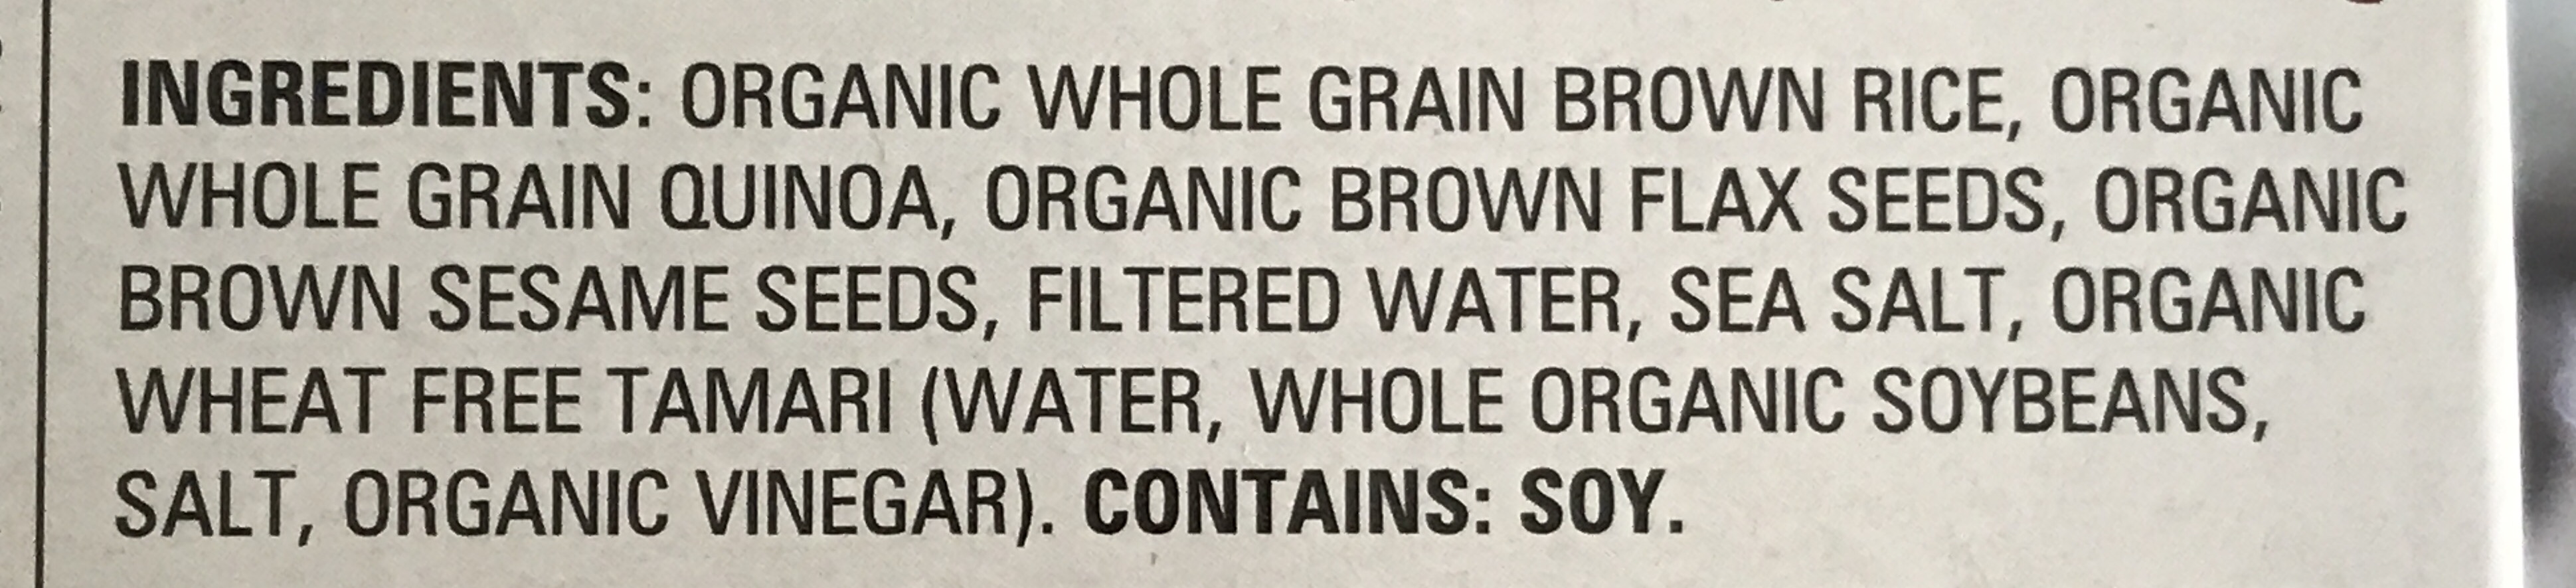 INGREDIENTS: ORGANIC WHOLE GRAIN BROWN RICE, ORGANIC
WHOLE GRAIN QUINOA, ORGANIC BROWN FLAX SEEDS, ORGANIC
BROWN SESAME SEEDS, FILTERED WATER, SEA SALT, ORGANIC
WHEAT FREE TAMARI (WATER, WHOLE ORGANIC SOYBEANS,
SALT, ORGANIC VINEGAR). CONTAINS: SOY.